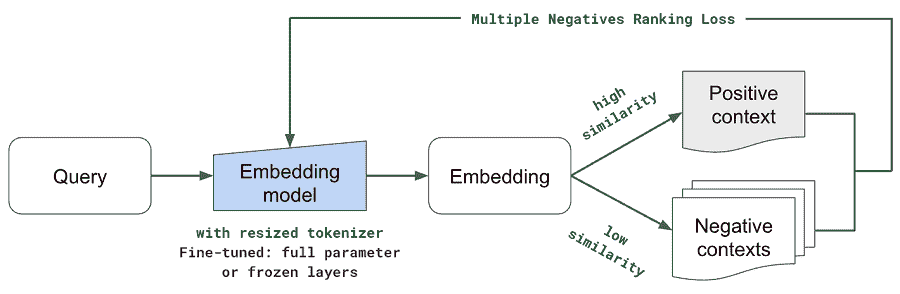 Multiple Negatives Ranking Loss
Query
Embedding
model
with resized tokenizer
Fine-tuned: full parameter
or frozen layers
Embedding
high
similarity
Positive
context
low
similarity
Negative
contexts